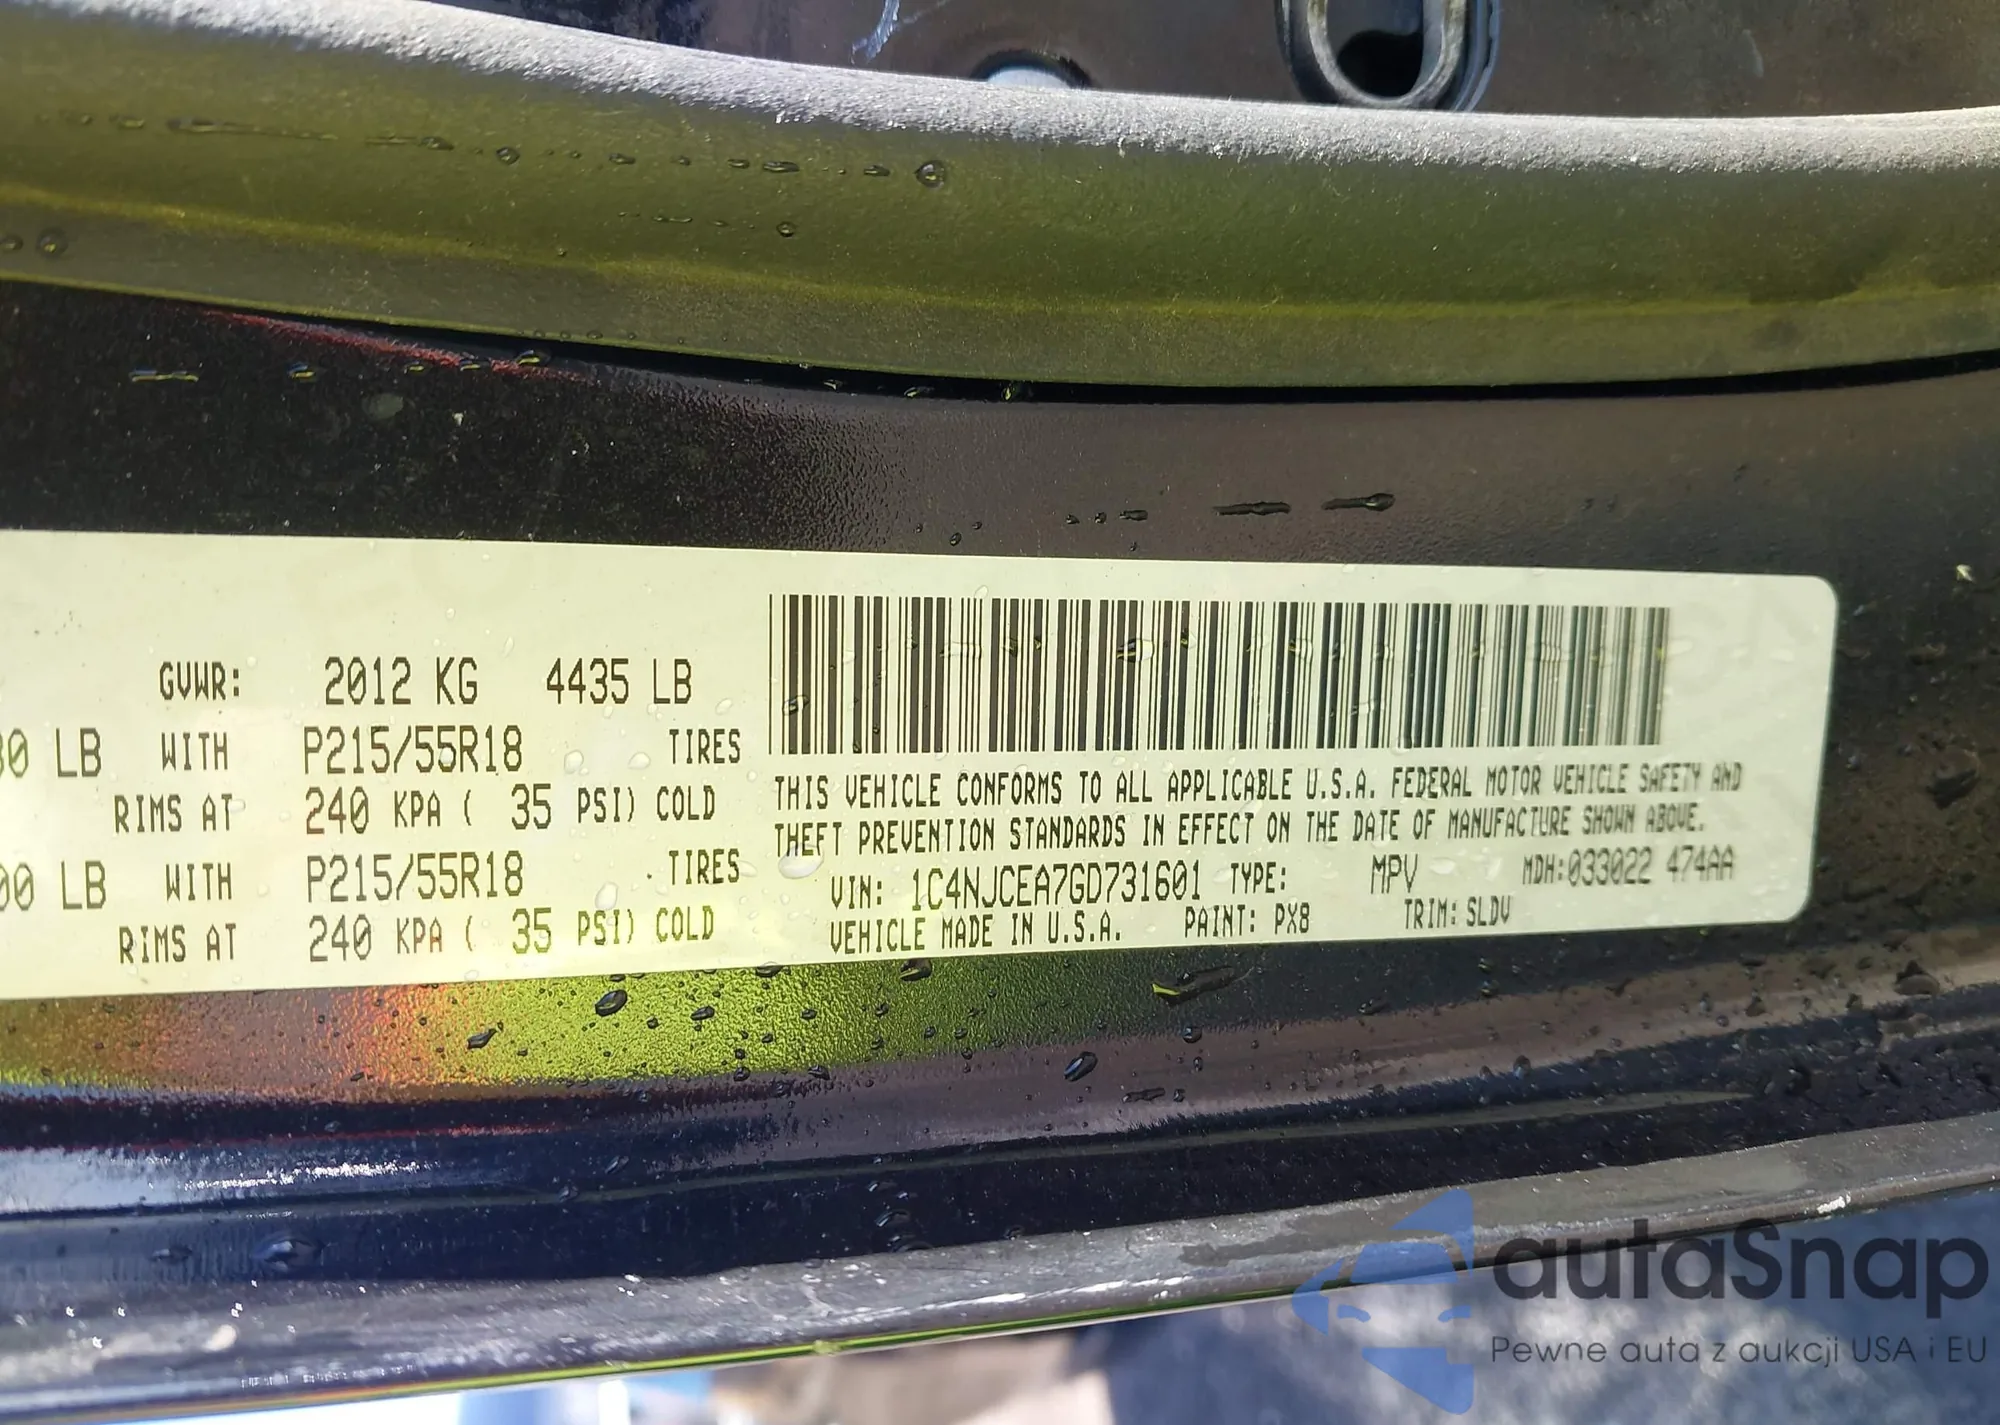 GVWR: 2012 KG 4435 LB
LB WITH P215/55R18 TIRES
RIMS AT 240 KPA ( 35 PSI) COLD
00 LB WITH P215/55R18 TIRES
RIMS AT 240 KPA ( 35 PSI) COLD
THIS VEHICLE CONFORMS TO ALL APPLICABLE U.S.A. FEDERAL MOTOR VEHICLE SAFETY AND
THEFT PREVENTION STANDARDS IN EFFECT ON THE DATE OF MANUFACTURE SHOWN ABOVE.
VIN: 1C4NJCEA7GD731601 TYPE: MPV MDH:033022 474AA
VEHICLE MADE IN U.S.A. PAINT: PX8 TRIM: SLDV
autaSnap
Pewne auta z aukcji USA i EU